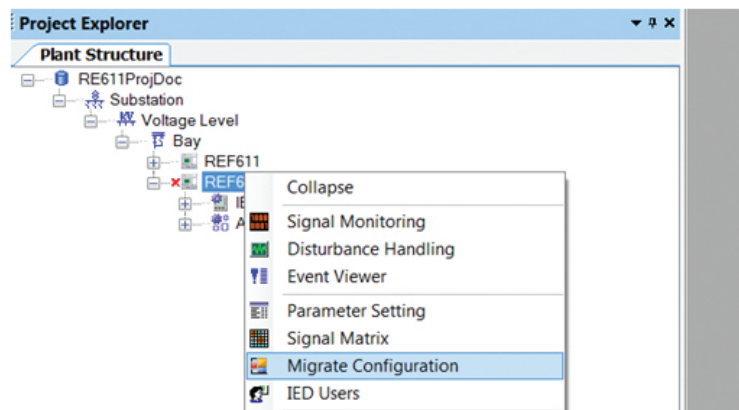 Project Explorer
Plant Structure
RE611ProjDoc
Substation
Voltage Level
Bay
REF611
REF6
Collapse
Signal Monitoring
Disturbance Handling
Event Viewer
Parameter Setting
Signal Matrix
Migrate Configuration
IED Users